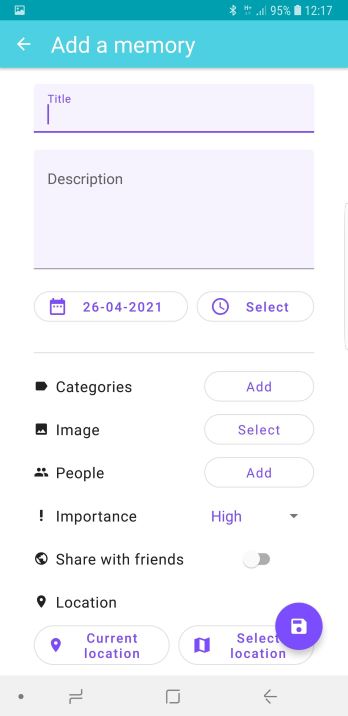 95% 12:17
Add a memory
Title
Description
26-04-2021 Select
Categories Add
Image Select
People Add
Importance High
Share with friends
Location
Current location
Select location